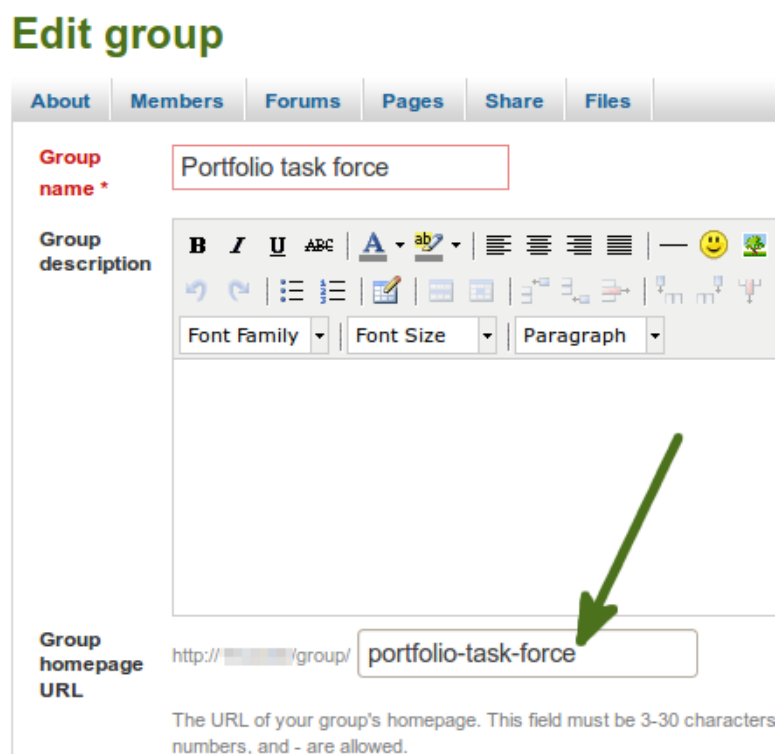 Edit group
About Members Forums Pages Share Files
Group
name *
Portfolio task force
Group
description
B I U ABC A ab
Font Family Font Size Paragraph
Group
homepage
URL
http:// /group/ portfolio-task-force
The URL of your group's homepage. This field must be 3-30 characters
numbers, and - are allowed.